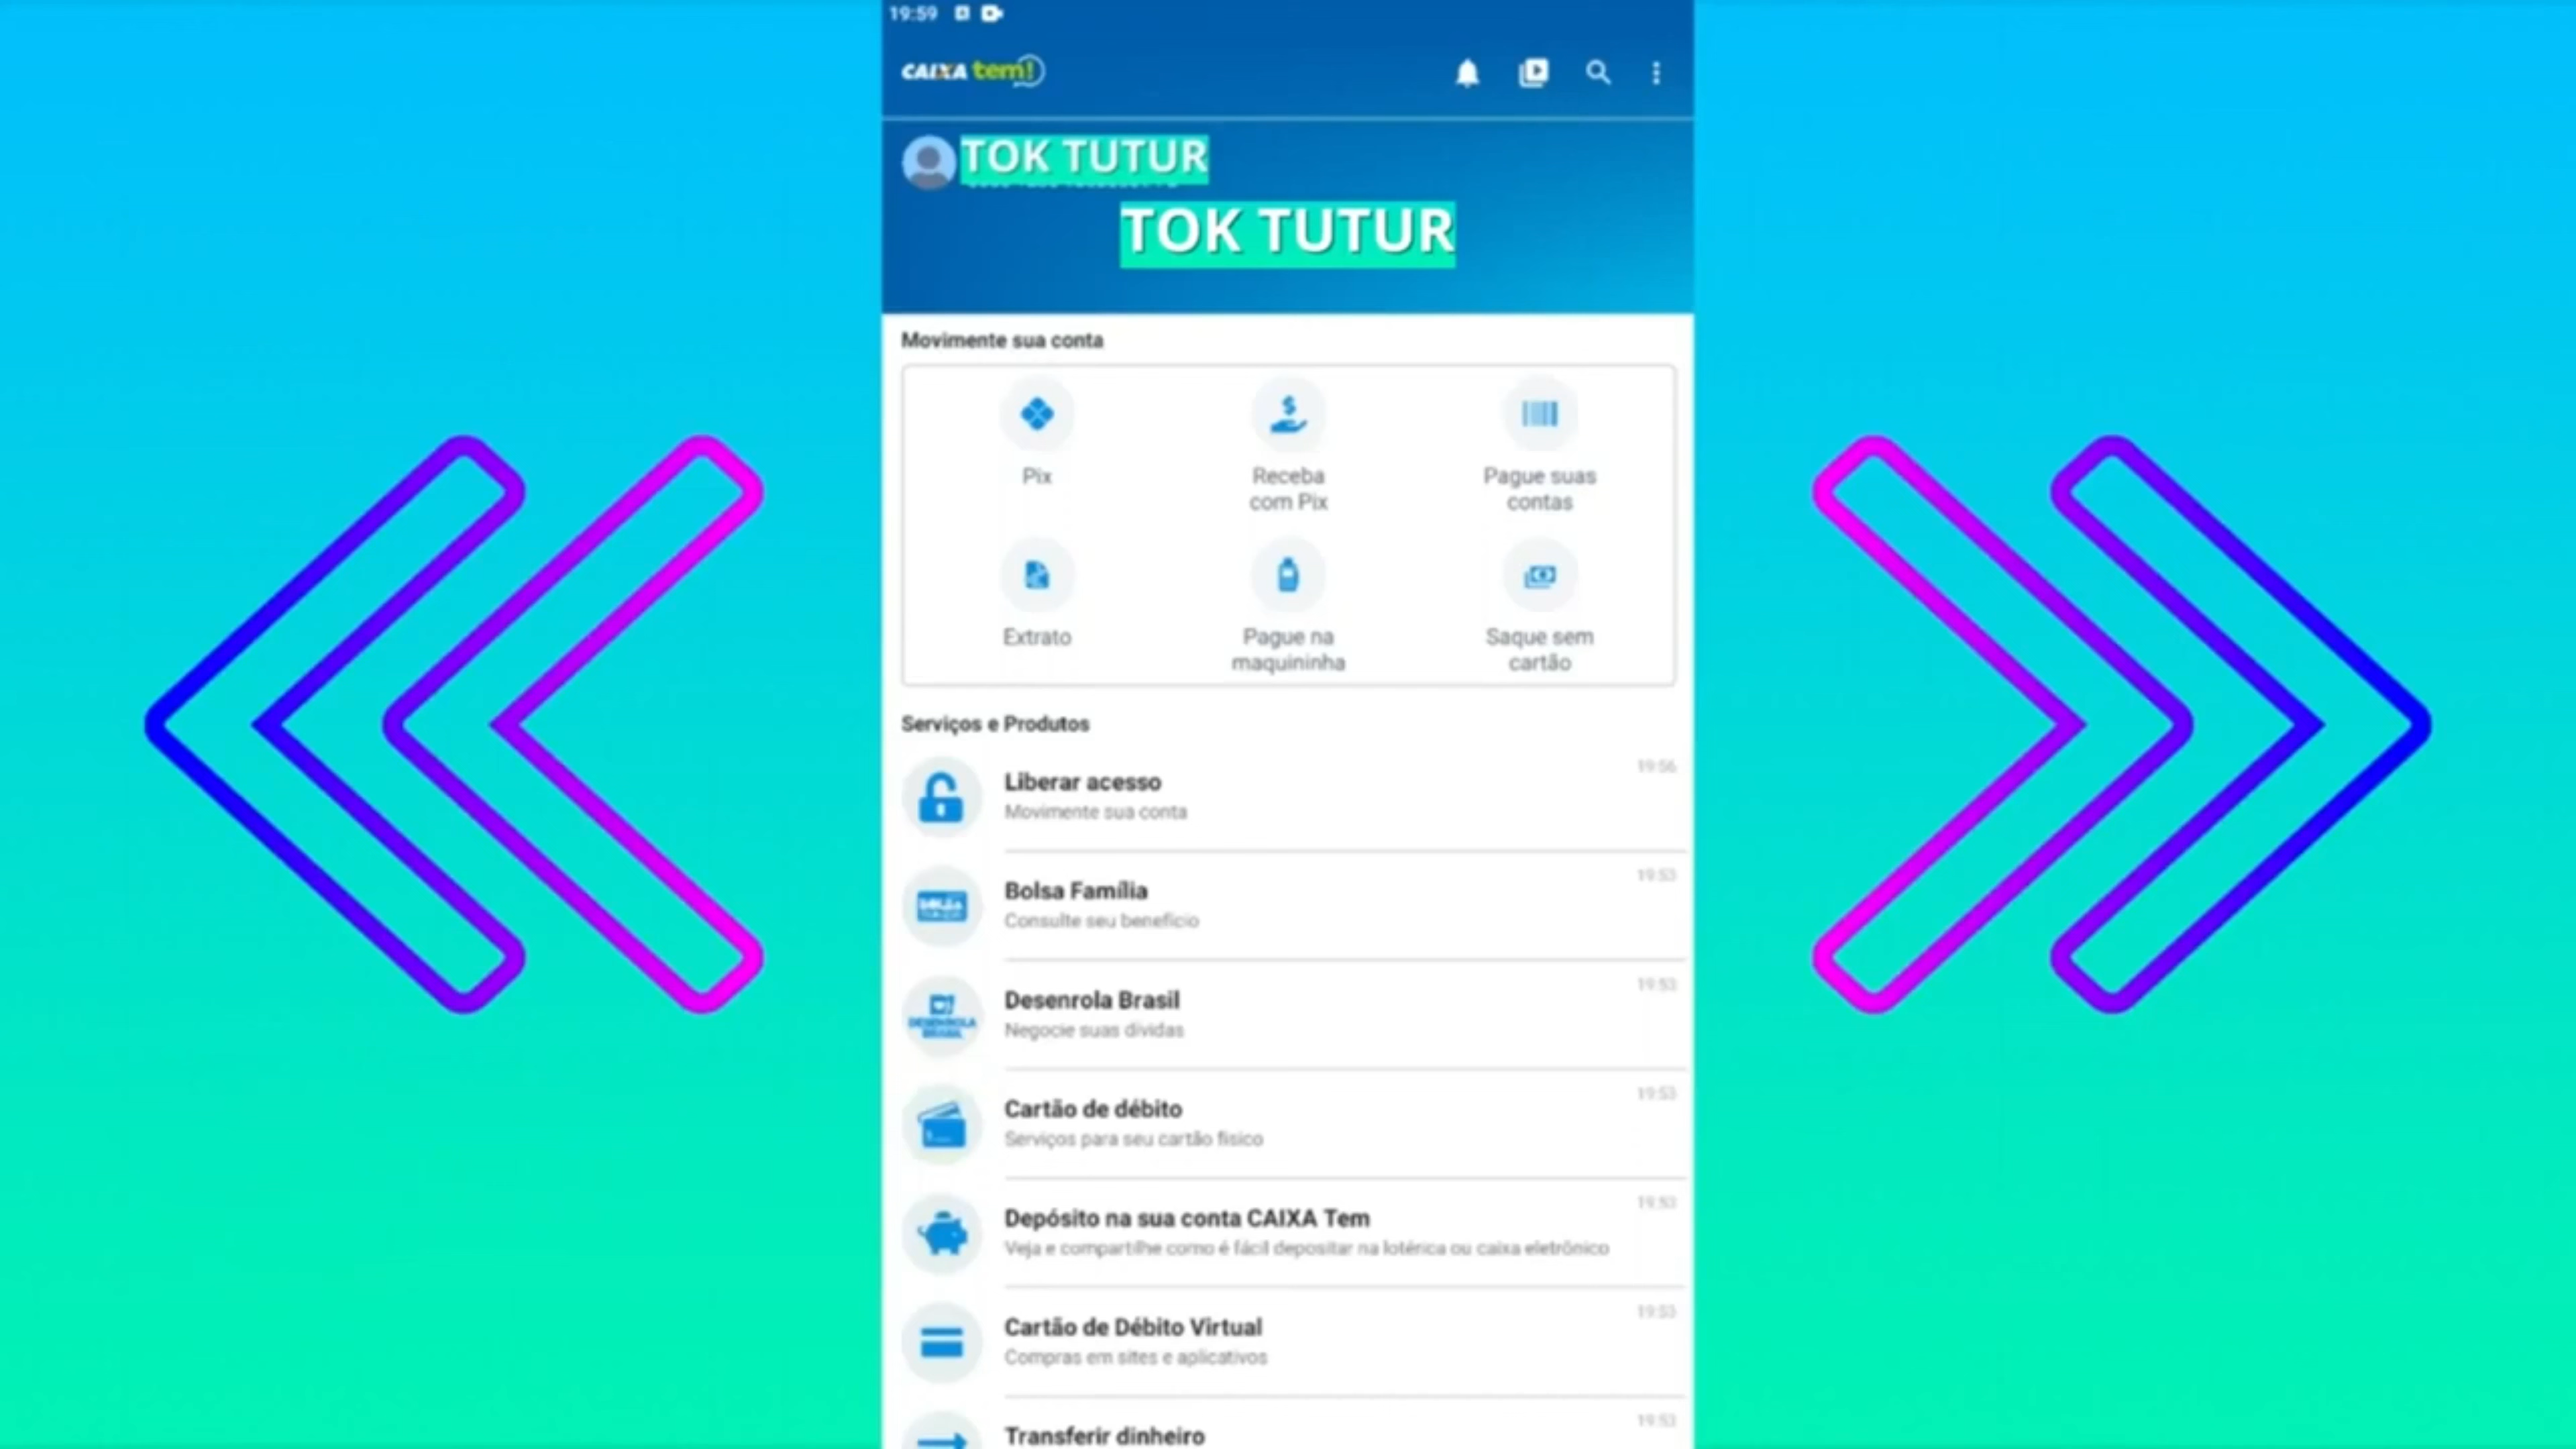 19:59
CAIXA tem!
TOK TUTUR
TOK TUTUR
Movimente sua conta
Pix
Receba
com Pix
Pague suas
contas
Extrato
Pague na
maquininha
Saque sem
cartão
Serviços e Produtos
Liberar acesso
19:56
Movimente sua conta
Bolsa Família
19:53
Consulte seu benefício
Desenrola Brasil
19:53
DESENROLA
BRASIL
Negocie suas dívidas
Cartão de débito
19:53
Serviços para seu cartão físico
Depósito na sua conta CAIXA Tem
19:53
Veja e compartilhe como é fácil depositar na lotérica ou caixa eletrônico
Cartão de Débito Virtual
19:53
Compras em sites e aplicativos
Transferir dinheiro
19:53